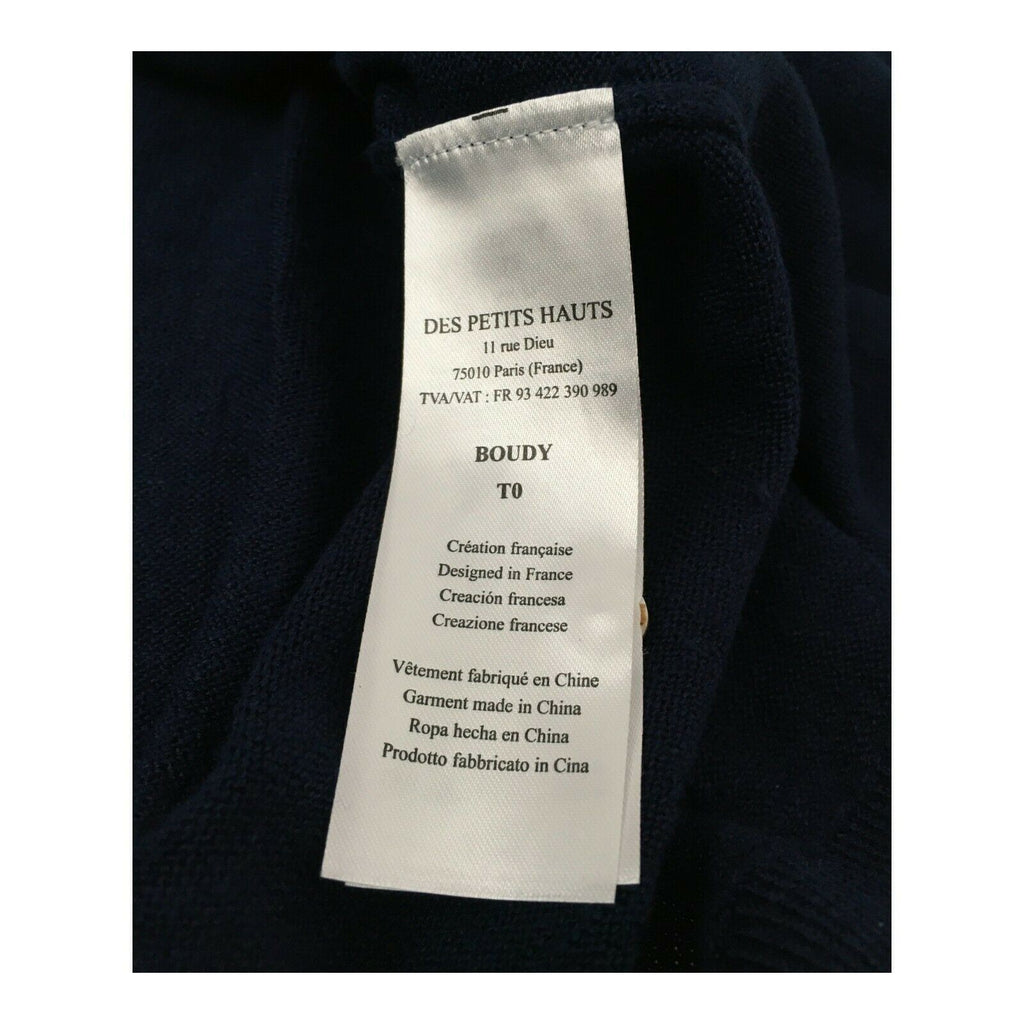 DES PETITS HAUTS
11 rue Dieu
75010 Paris (France)
TVA/VAT : FR 93 422 390 989
BOUDY
T0
Création française
Designed in France
Creación francesa
Creazione francese
Vêtement fabriqué en Chine
Garment made in China
Ropa hecha en China
Prodotto fabbricato in Cina